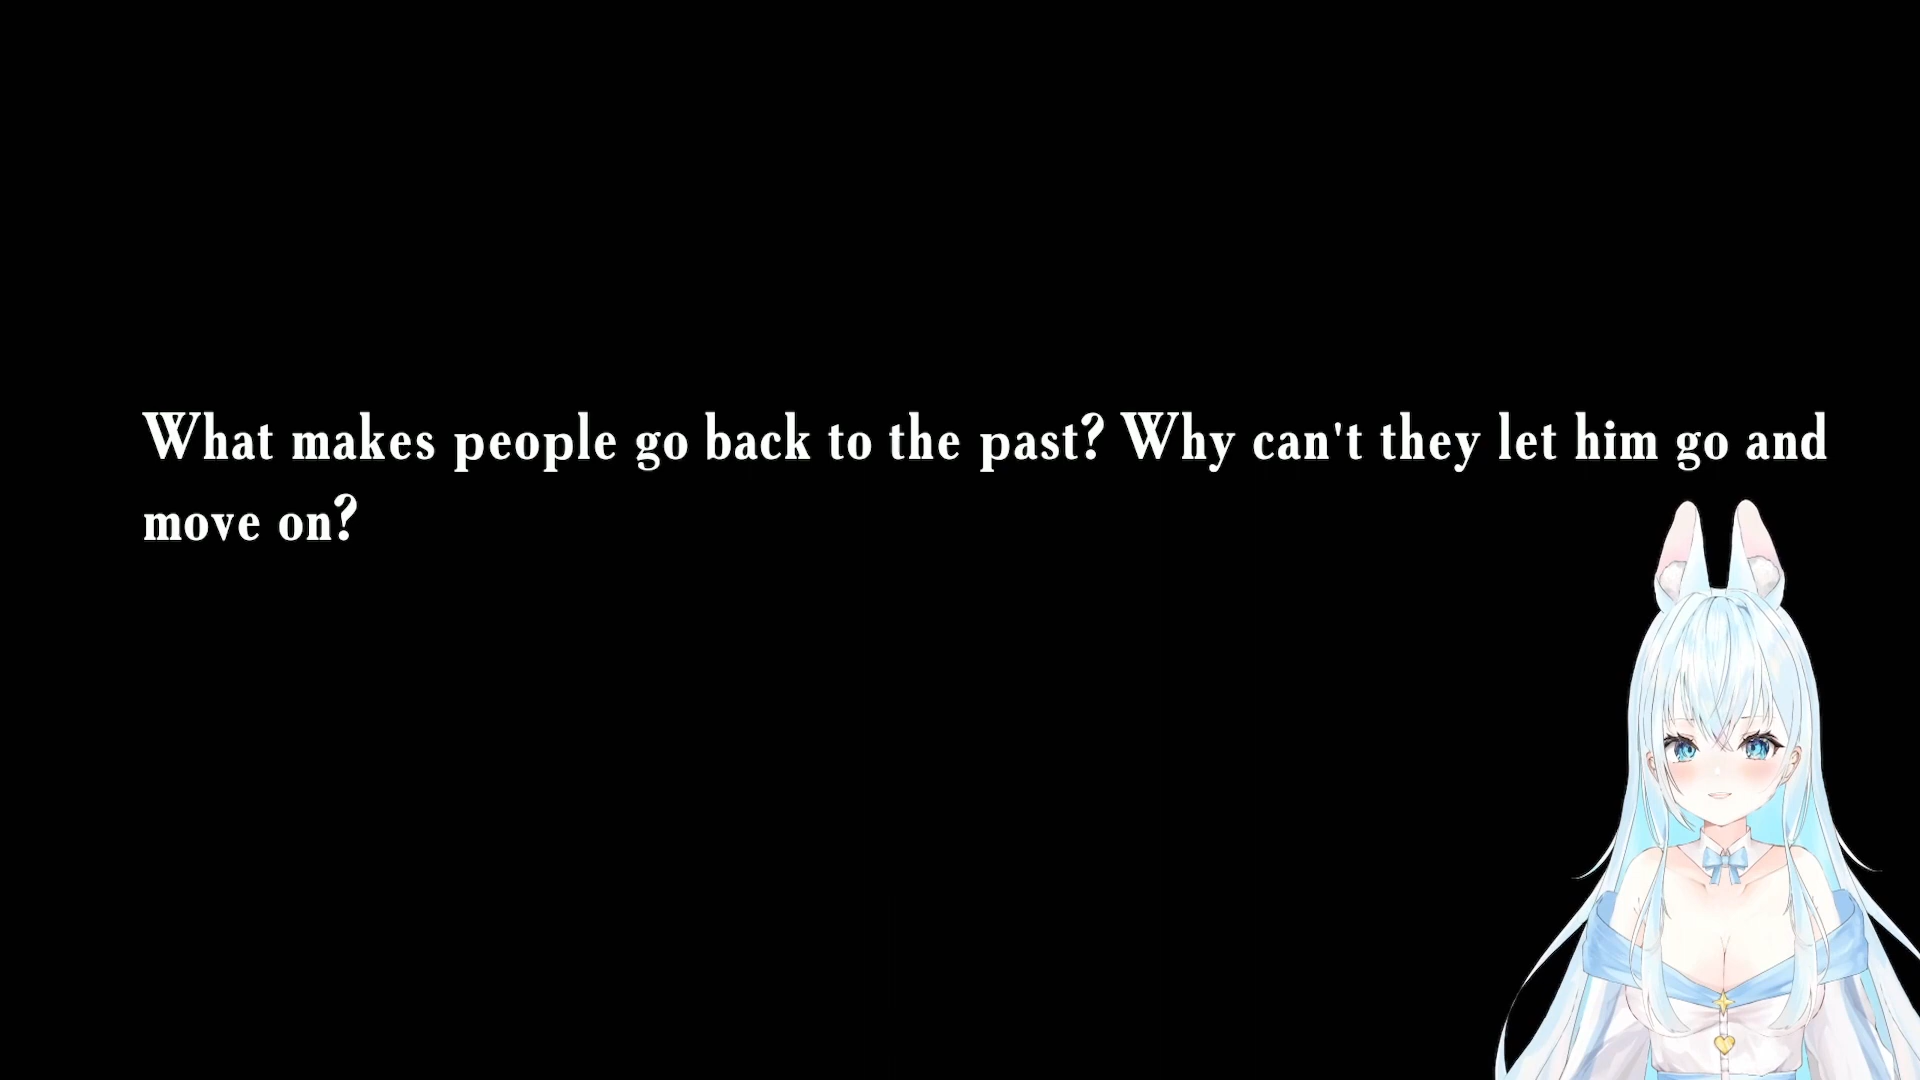 What makes people go back to the past? Why can't they let him go and
move on?